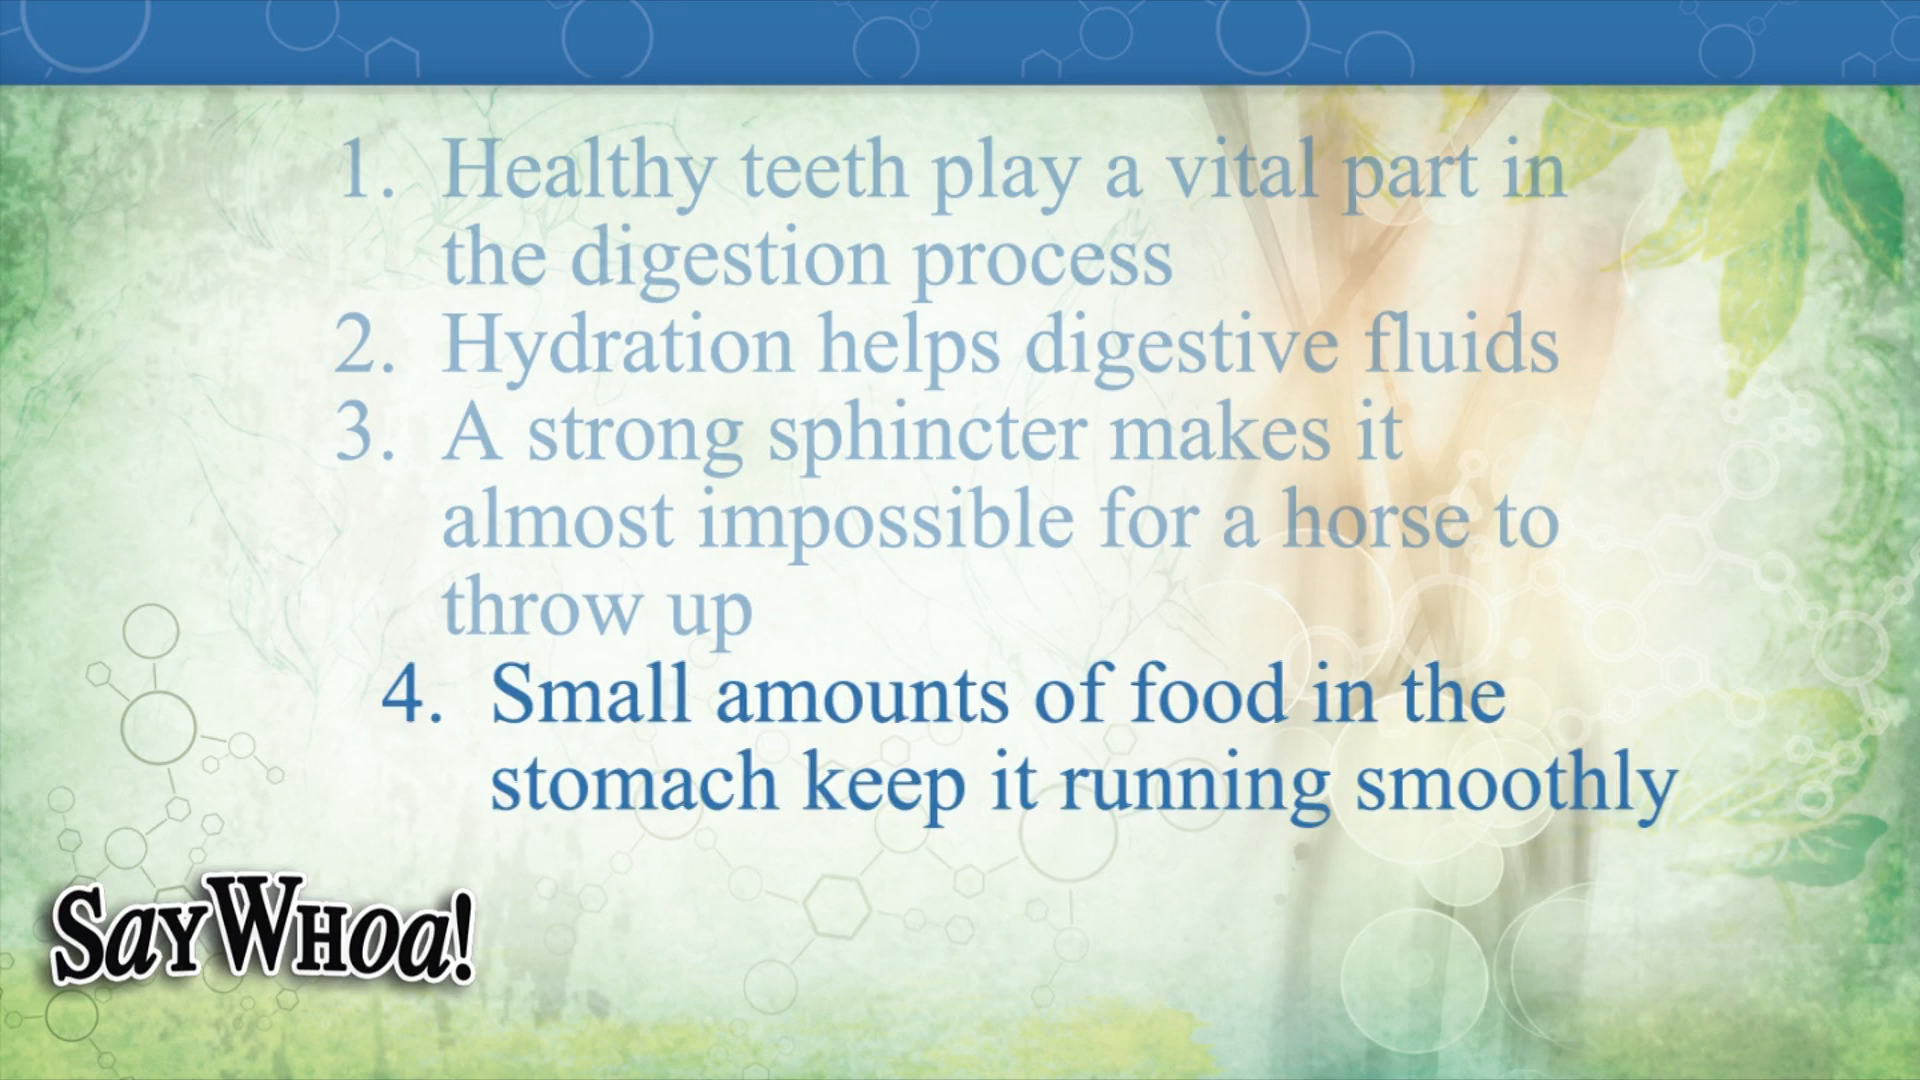 1. Healthy teeth play a vital part in
the digestion process
2. Hydration helps digestive fluids
3. A strong sphincter makes it
almost impossible for a horse to
throw up
4. Small amounts of food in the
stomach keep it running smoothly
SayWhoa!